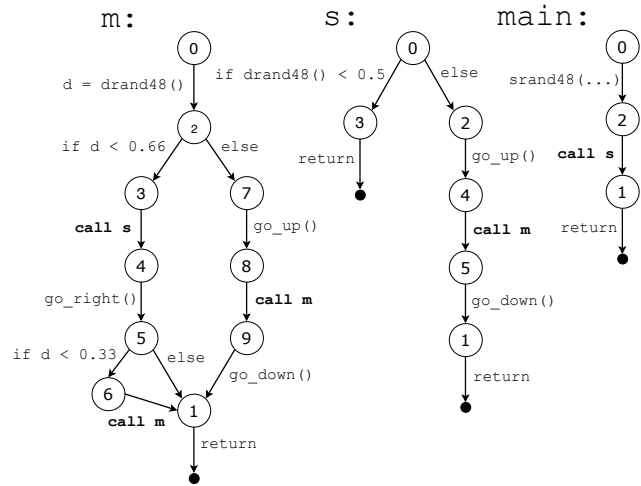 m:
0
d = drand48()
2
if d < 0.66
else
3
7
call s
go_up()
4
8
go_right()
call m
5
9
if d < 0.33
else
go_down()
6
call m
1
return
s:
0
if drand48() < 0.5
else
3
2
return
go_up()
4
call m
5
go_down()
1
return
main:
0
srand48(...)
2
call s
1
return